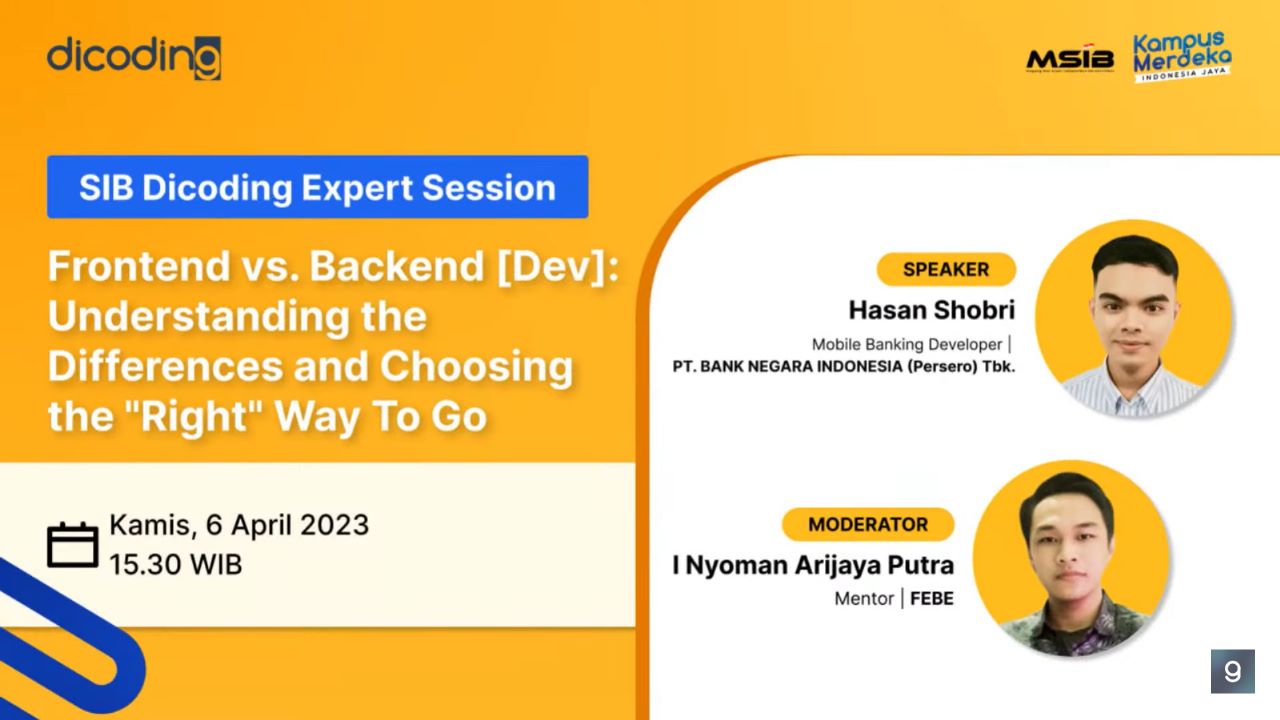 dicoding
MSIB
Kampus
Merdeka
INDONESIA JAYA
SIB Dicoding Expert Session
Frontend vs. Backend [Dev]:
Understanding the
Differences and Choosing
the "Right" Way To Go
Kamis, 6 April 2023
15.30 WIB
SPEAKER
Hasan Shobri
Mobile Banking Developer |
PT. BANK NEGARA INDONESIA (Persero) Tbk.
MODERATOR
I Nyoman Arijaya Putra
Mentor | FEBE
g